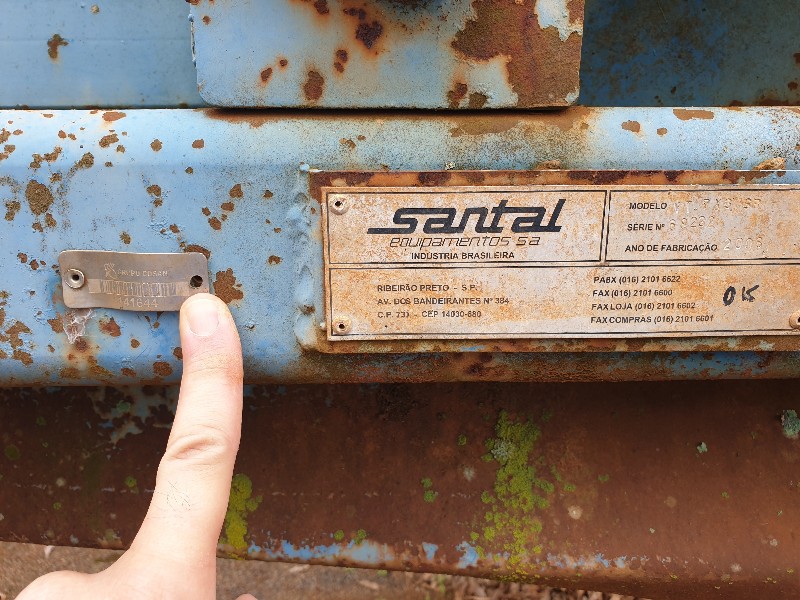 santal
equipamentos sa
INDÚSTRIA BRASILEIRA
MODELO
SÉRIE Nº
ANO DE FABRICAÇÃO
RIBEIRÃO PRETO - S.P.
AV. DOS BANDEIRANTES Nº 384
C.P. 731 - CEP 14030-680
PABX (016) 2101 6622
FAX (016) 2101 6600
FAX LOJA (016) 2101 6602
FAX COMPRAS (016) 2101 6601
OK